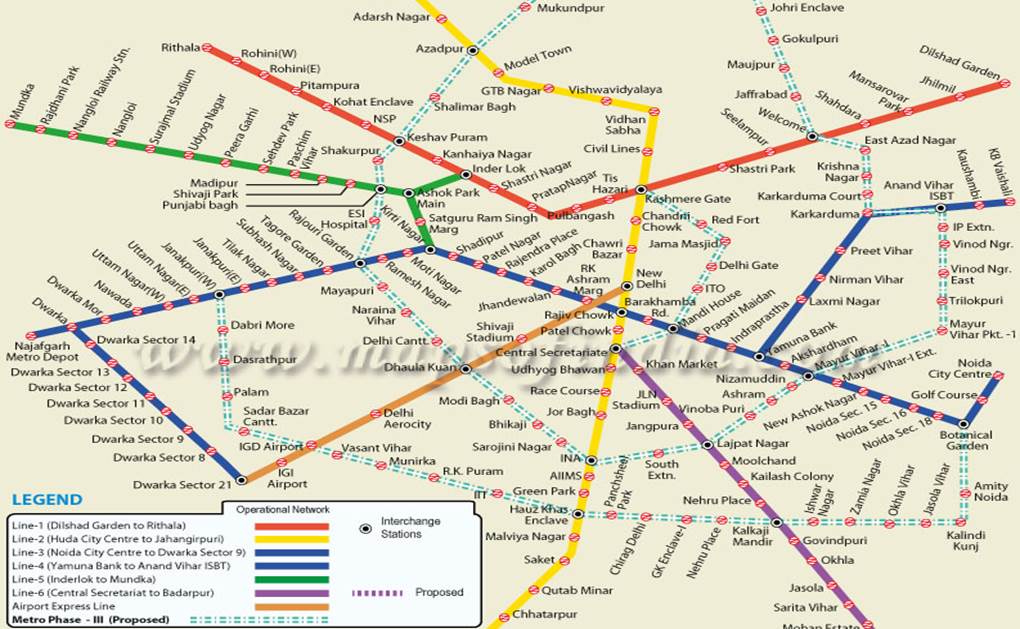 Adarsh Nagar
Mukundpur
Johri Enclave
Azadpur
Gokulpuri
Rithala
Rohini(W)
Model Town
Dilshad Garden
Rohini(E)
Maujpur
Mansarovar
Park
Jhilmil
Mundka
Rajdhani Park
Nangloi Railway Stn.
Nangloi
Surajmal Stadium
Udyog Nagar
Peera Garhi
Sehdev Park
Paschim
Vihar
Pitampura
GTB Nagar
Vishwavidyalaya
Jaffrabad
Shahdara
Kohat Enclave
Shalimar Bagh
Vidhan
Sabha
Welcome
NSP
Keshav Puram
Civil Lines
Seelampur
East Azad Nagar
Shakurpur
Kanhaiya Nagar
Shastri Park
Krishna
Nagar
Kaushambi
KB Vaishali
Madipur
Shivaji Park
Punjabi bagh
Inder Lok
Shastri Nagar
Tis
Hazari
Anand Vihar
ISBT
Ashok Park
Main
PratapNagar
Pulbangash
Kashmere Gate
Karkarduma Court
Karkarduma
ESI
Hospital
Kirti Nagar
Satguru Ram Singh
Marg
Chandni
Chowk
Red Fort
IP Extn.
Rajouri Garden
Tagore Garden
Subhash Nagar
Tilak Nagar
Janakpuri(E)
Janakpuri(W)
Uttam Nagar(E)
Uttam Nagar(W)
Nawada
Dwarka Mor
Dwarka
Shadipur
Patel Nagar
Rajendra Place
Karol Bagh
Jhandewalan
Chawri
Bazar
Jama Masjid
Vinod Ngr.
Preet Vihar
Moti Nagar
Ramesh Nagar
RK
Ashram
Marg
New
Delhi
Delhi Gate
Vinod Ngr.
East
Mayapuri
ITO
Nirman Vihar
Naraina
Vihar
Barakhamba
Rd.
Mandi House
Pragati Maidan
Indraprastha
Laxmi Nagar
Trilokpuri
Rajiv Chowk
Dabri More
Shivaji
Stadium
Patel Chowk
Yamuna Bank
Mayur
Vihar Pkt. -1
Najafgarh
Metro Depot
Dwarka Sector 14
Delhi Cantt.
Central Secretariate
Akshardham
Mayur Vihar-I
Mayur Vihar-I Ext.
Dasrathpur
Dhaula Kuan
Udhyog Bhawan
Khan Market
Nizamuddin
Noida
City Centre
Dwarka Sector 13
Dwarka Sector 12
Palam
Modi Bagh
Race Course
JLN
Stadium
Ashram
Vinoba Puri
New Ashok Nagar
Noida Sec. 15
Noida Sec. 16
Noida Sec. 18
Golf Course
Dwarka Sector 11
Sadar Bazar
Cantt.
Delhi
Aerocity
Jor Bagh
Jangpura
Dwarka Sector 10
Bhikaji
Botanical
Garden
Dwarka Sector 9
IGD Airport
Vasant Vihar
Sarojini Nagar
Lajpat Nagar
Dwarka Sector 8
Munirka
INA
South
Extn.
Moolchand
Dwarka Sector 21
IGI
Airport
R.K. Puram
AIIMS
Kailash Colony
Green Park
Panchsheel
Park
Nehru Place
Ishwar
Nagar
Zamia Nagar
Okhla Vihar
Jasola Vihar
Amity
Noida
IIT
Hauz Khas
Enclave
Chirag Delhi
GK Enclave-I
Nehru Place
Kalkaji
Mandir
Kalindi
Kunj
Malviya Nagar
Govindpuri
Saket
Okhla
Qutab Minar
Jasola
Chhatarpur
Sarita Vihar
Mohan Estate
LEGEND
Operational Network
Line-1 (Dilshad Garden to Rithala)
Line-2 (Huda City Centre to Jahangirpuri)
Line-3 (Noida City Centre to Dwarka Sector 9)
Line-4 (Yamuna Bank to Anand Vihar ISBT)
Line-5 (Inderlok to Mundka)
Line-6 (Central Secretariat to Badarpur)
Airport Express Line
Metro Phase - III (Proposed)
Interchange
Stations
Proposed